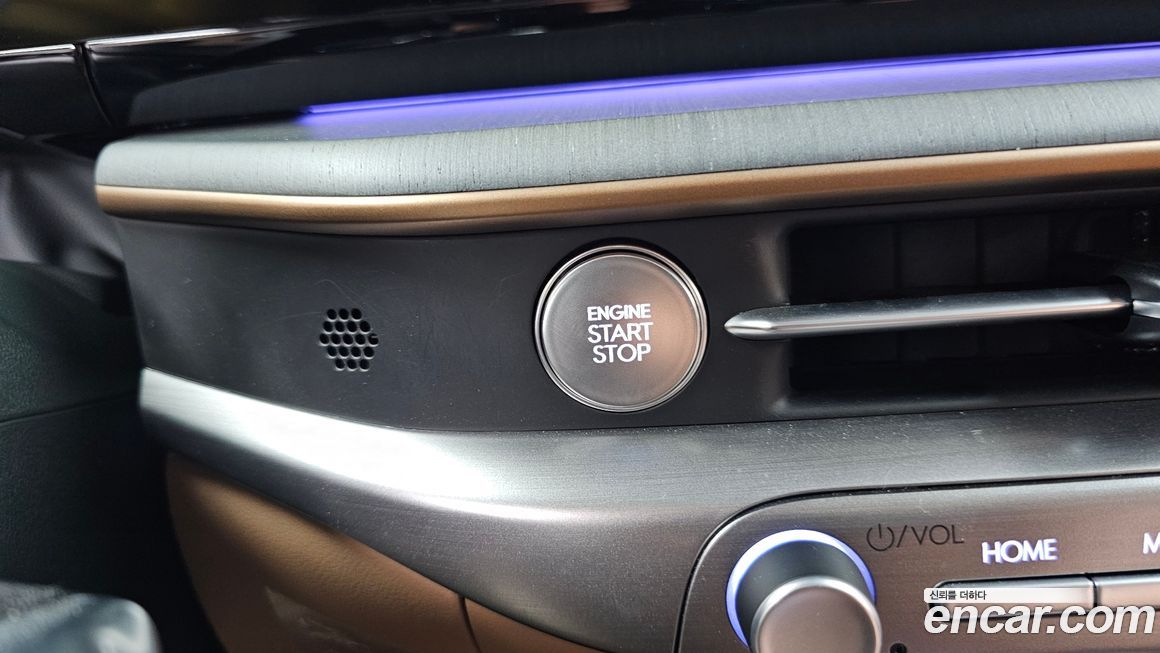 ENGINE
START
STOP
/VOL
HOME
M
신뢰를 더하다
encar.com